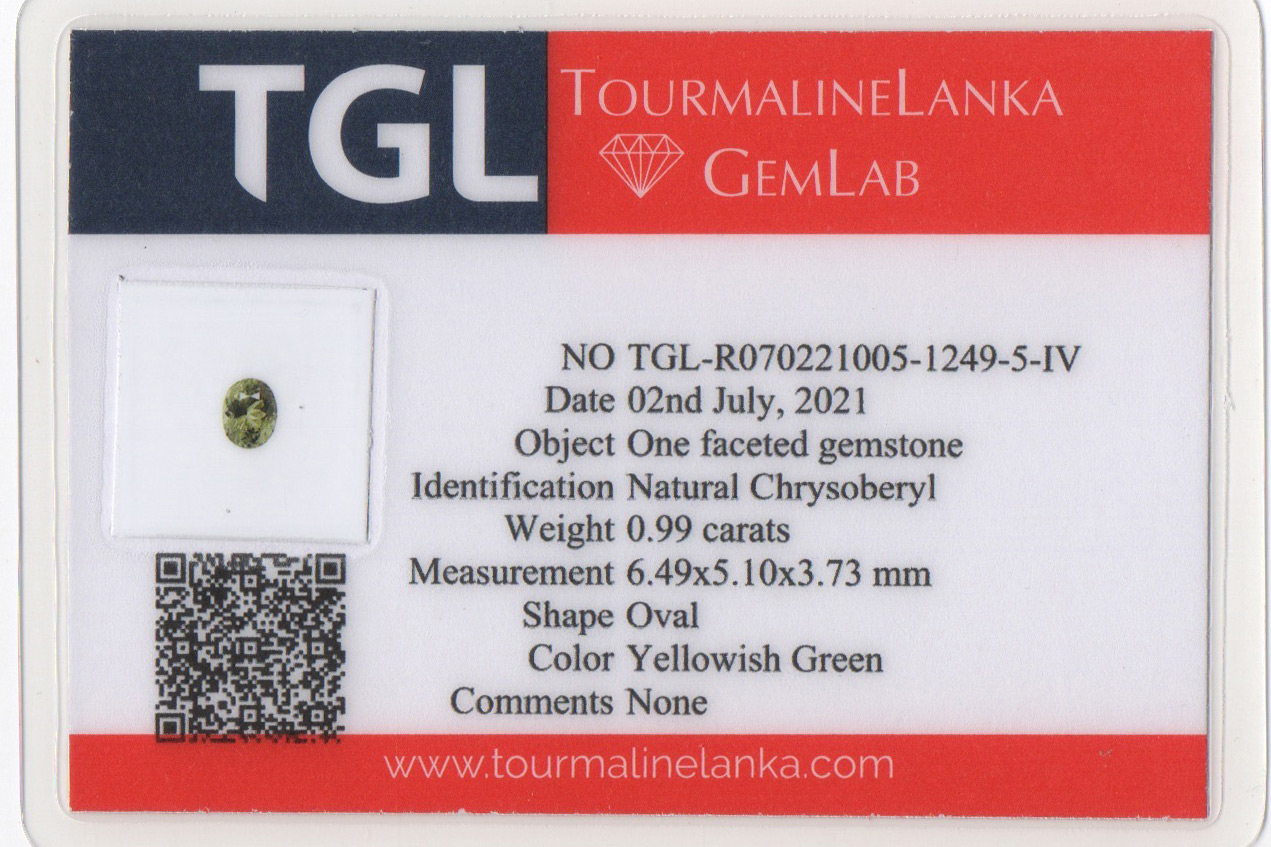 TGL
TOURMALINELANKA
GEMLAB
NO TGL-R070221005-1249-5-IV
Date 02nd July, 2021
Object One faceted gemstone
Identification Natural Chrysoberyl
Weight 0.99 carats
Measurement 6.49x5.10x3.73 mm
Shape Oval
Color Yellowish Green
Comments None
www.tourmalinelanka.com